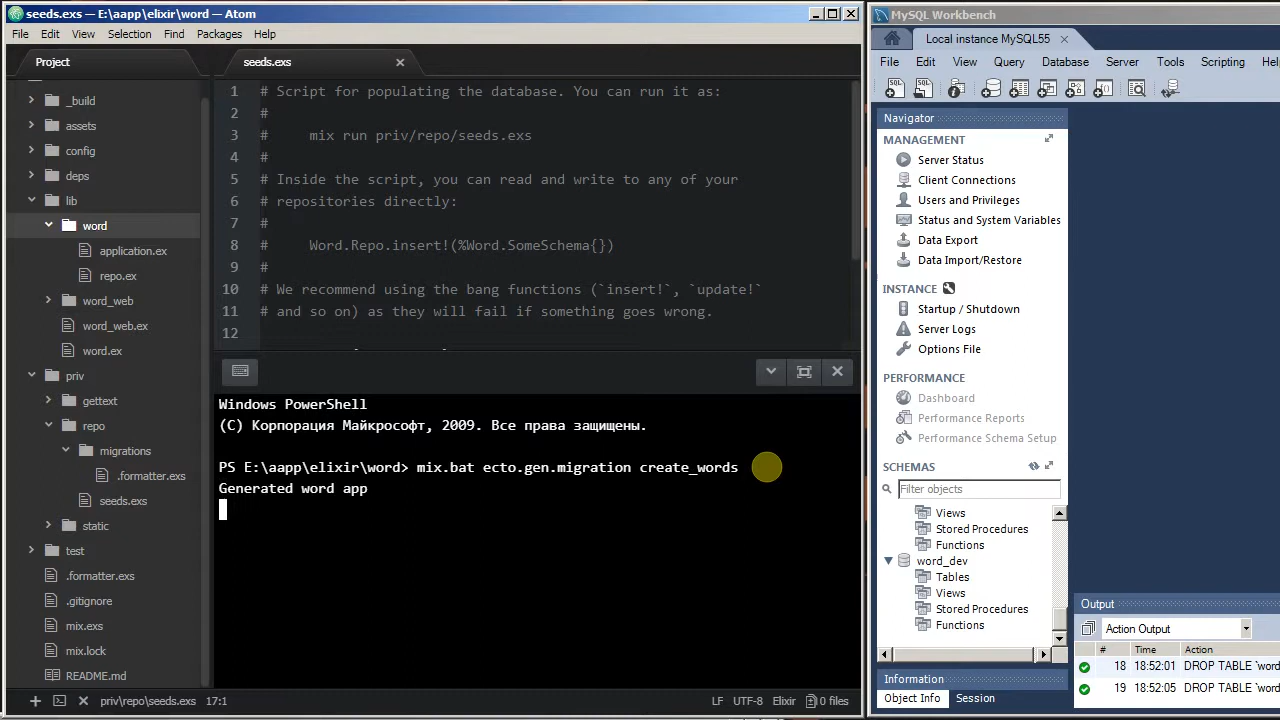 seeds.exs — E:\aapp\elixir\word — Atom
File Edit View Selection Find Packages Help
Project
seeds.exs
_build
assets
config
deps
lib
word
application.ex
repo.ex
word_web
word_web.ex
word.ex
priv
gettext
repo
migrations
.formatter.exs
seeds.exs
static
test
.formatter.exs
.gitignore
mix.exs
mix.lock
README.md
1 # Script for populating the database. You can run it as:
2 #
3 #     mix run priv/repo/seeds.exs
4 #
5 # Inside the script, you can read and write to any of your
6 # repositories directly:
7 #
8 #     Word.Repo.insert!(%Word.SomeSchema{})
9 #
10 # We recommend using the bang functions (`insert!`, `update!`
11 # and so on) as they will fail if something goes wrong.
12
Windows PowerShell
(C) Корпорация Майкрософт, 2009. Все права защищены.
PS E:\aapp\elixir\word> mix.bat ecto.gen.migration create_words
Generated word app
priv\repo\seeds.exs 17:1
LF UTF-8 Elixir 0 files
MySQL Workbench
Local instance MySQL55
File Edit View Query Database Server Tools Scripting Hel
Navigator
MANAGEMENT
Server Status
Client Connections
Users and Privileges
Status and System Variables
Data Export
Data Import/Restore
INSTANCE
Startup / Shutdown
Server Logs
Options File
PERFORMANCE
Dashboard
Performance Reports
Performance Schema Setup
SCHEMAS
Filter objects
Views
Stored Procedures
Functions
word_dev
Tables
Views
Stored Procedures
Functions
Information
Object Info Session
Output
Action Output
# Time Action
18 18:52:01 DROP TABLE `word
19 18:52:05 DROP TABLE `word